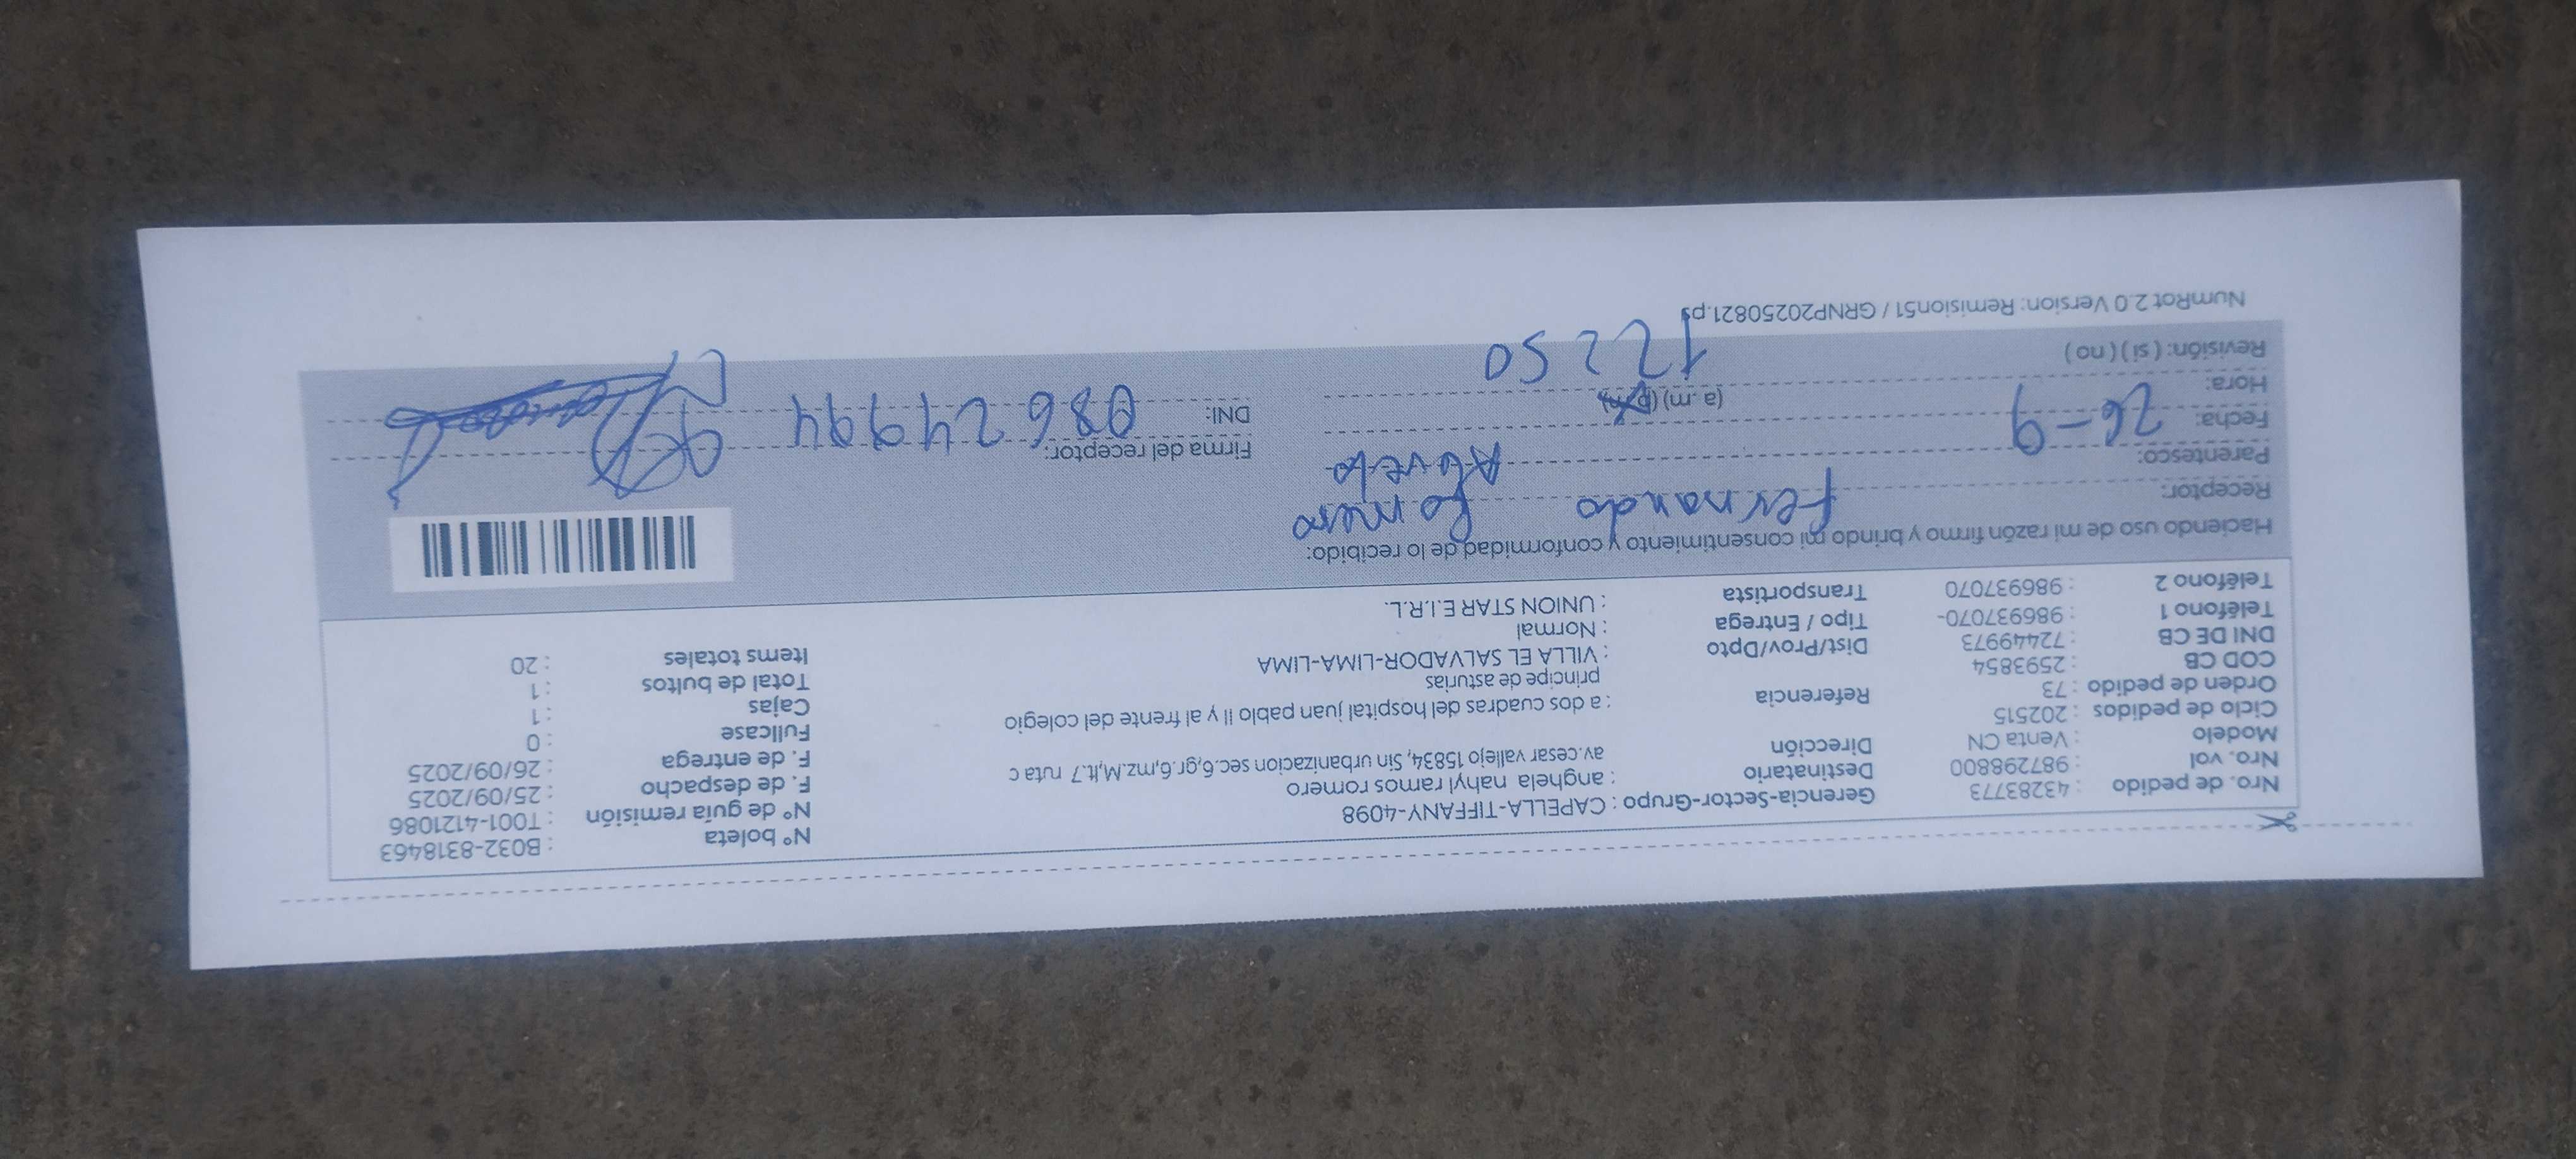 Nro. de pedido : 43283773 Gerencia-Sector-Grupo : CAPELLA-TIFFANY-4098 N° boleta : B032-8318463
Nro. vol : 987298800 Destinatario : anghela nahyl ramos romero N° de guía remisión : T001-4121086
Modelo : Venta CN Dirección av.cesar vallejo 15834, Sin urbanizacion sec.6,gr.6,mz.M,lt.7 ruta c F. de despacho : 25/09/2025
Ciclo de pedidos : 202515 F. de entrega : 26/09/2025
Orden de pedido : 73 Referencia : a dos cuadras del hospital juan pablo II y al frente del colegio Fullcase : 0
principe de asturias
COD CB : 2593854 Cajas : 1
DNI DE CB : 72449973 Dist/Prov/Dpto : VILLA EL SALVADOR-LIMA-LIMA Total de bultos : 1
Teléfono 1 : 986937070- Tipo / Entrega : Normal Items totales : 20
Teléfono 2 : 986937070 Transportista : UNION STAR E.I.R.L.
Haciendo uso de mi razón firmo y brindo mi consentimiento y conformidad de lo recibido:
Receptor: Fernando Romero
Parentesco: Abuelo Firma del receptor:
Fecha: 26-9 DNI: 08624794
Hora: (a .m) (p.m) 12250
Revisión: ( si ) ( no )
NumRot 2.0 Version: Remision51 / GRNP20250821.ps